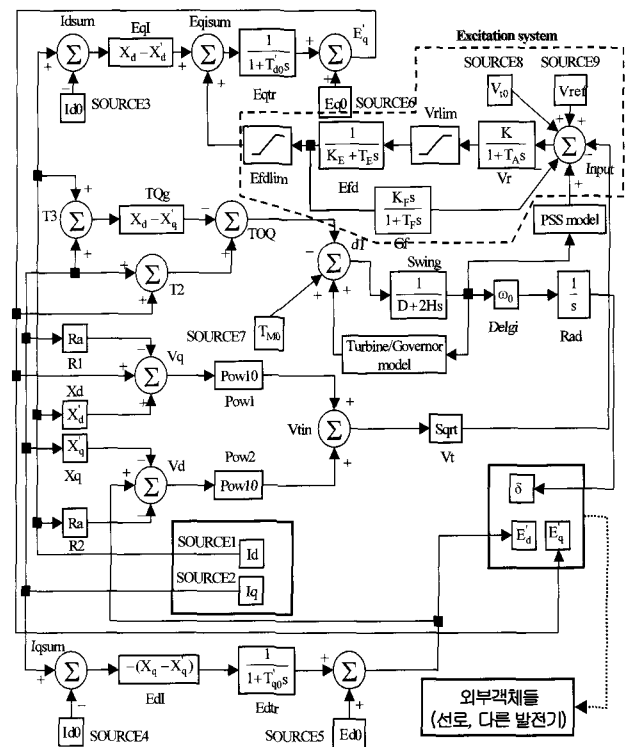 Idsum
EqI
Eqisum
E'q
Excitation system
X_d − X'_d
1
1+T'_d0 s
SOURCE8
SOURCE9
Id0
SOURCE3
Eqtr
Eq0
SOURCE6
V_t0
Vref
Vrlim
1
K_E + T_E s
K
1+T_A s
Input
Efdlim
Efd
Vr
TQg
K_F s
1+T_F s
T3
X_d − X'_q
TOQ
Gf
PSS model
dT
T2
Swing
1
D+2Hs
ω_0
1
s
SOURCE7
T_M0
Delgi
Rad
Ra
R1
Vq
Pow10
Pow1
Turbine/Governor
model
Xd
X'_d
Vtin
Sqrt
Vt
X'_q
Xq
Vd
Pow2
Pow10
δ
Ra
R2
SOURCE1
Id
E'_d
E'_q
SOURCE2
Iq
Iqsum
−(X_q − X'_q)
EdI
1
1+T'_q0 s
Edtr
외부객체들
(선로, 다른 발전기)
Id0
SOURCE4
SOURCE5
Ed0